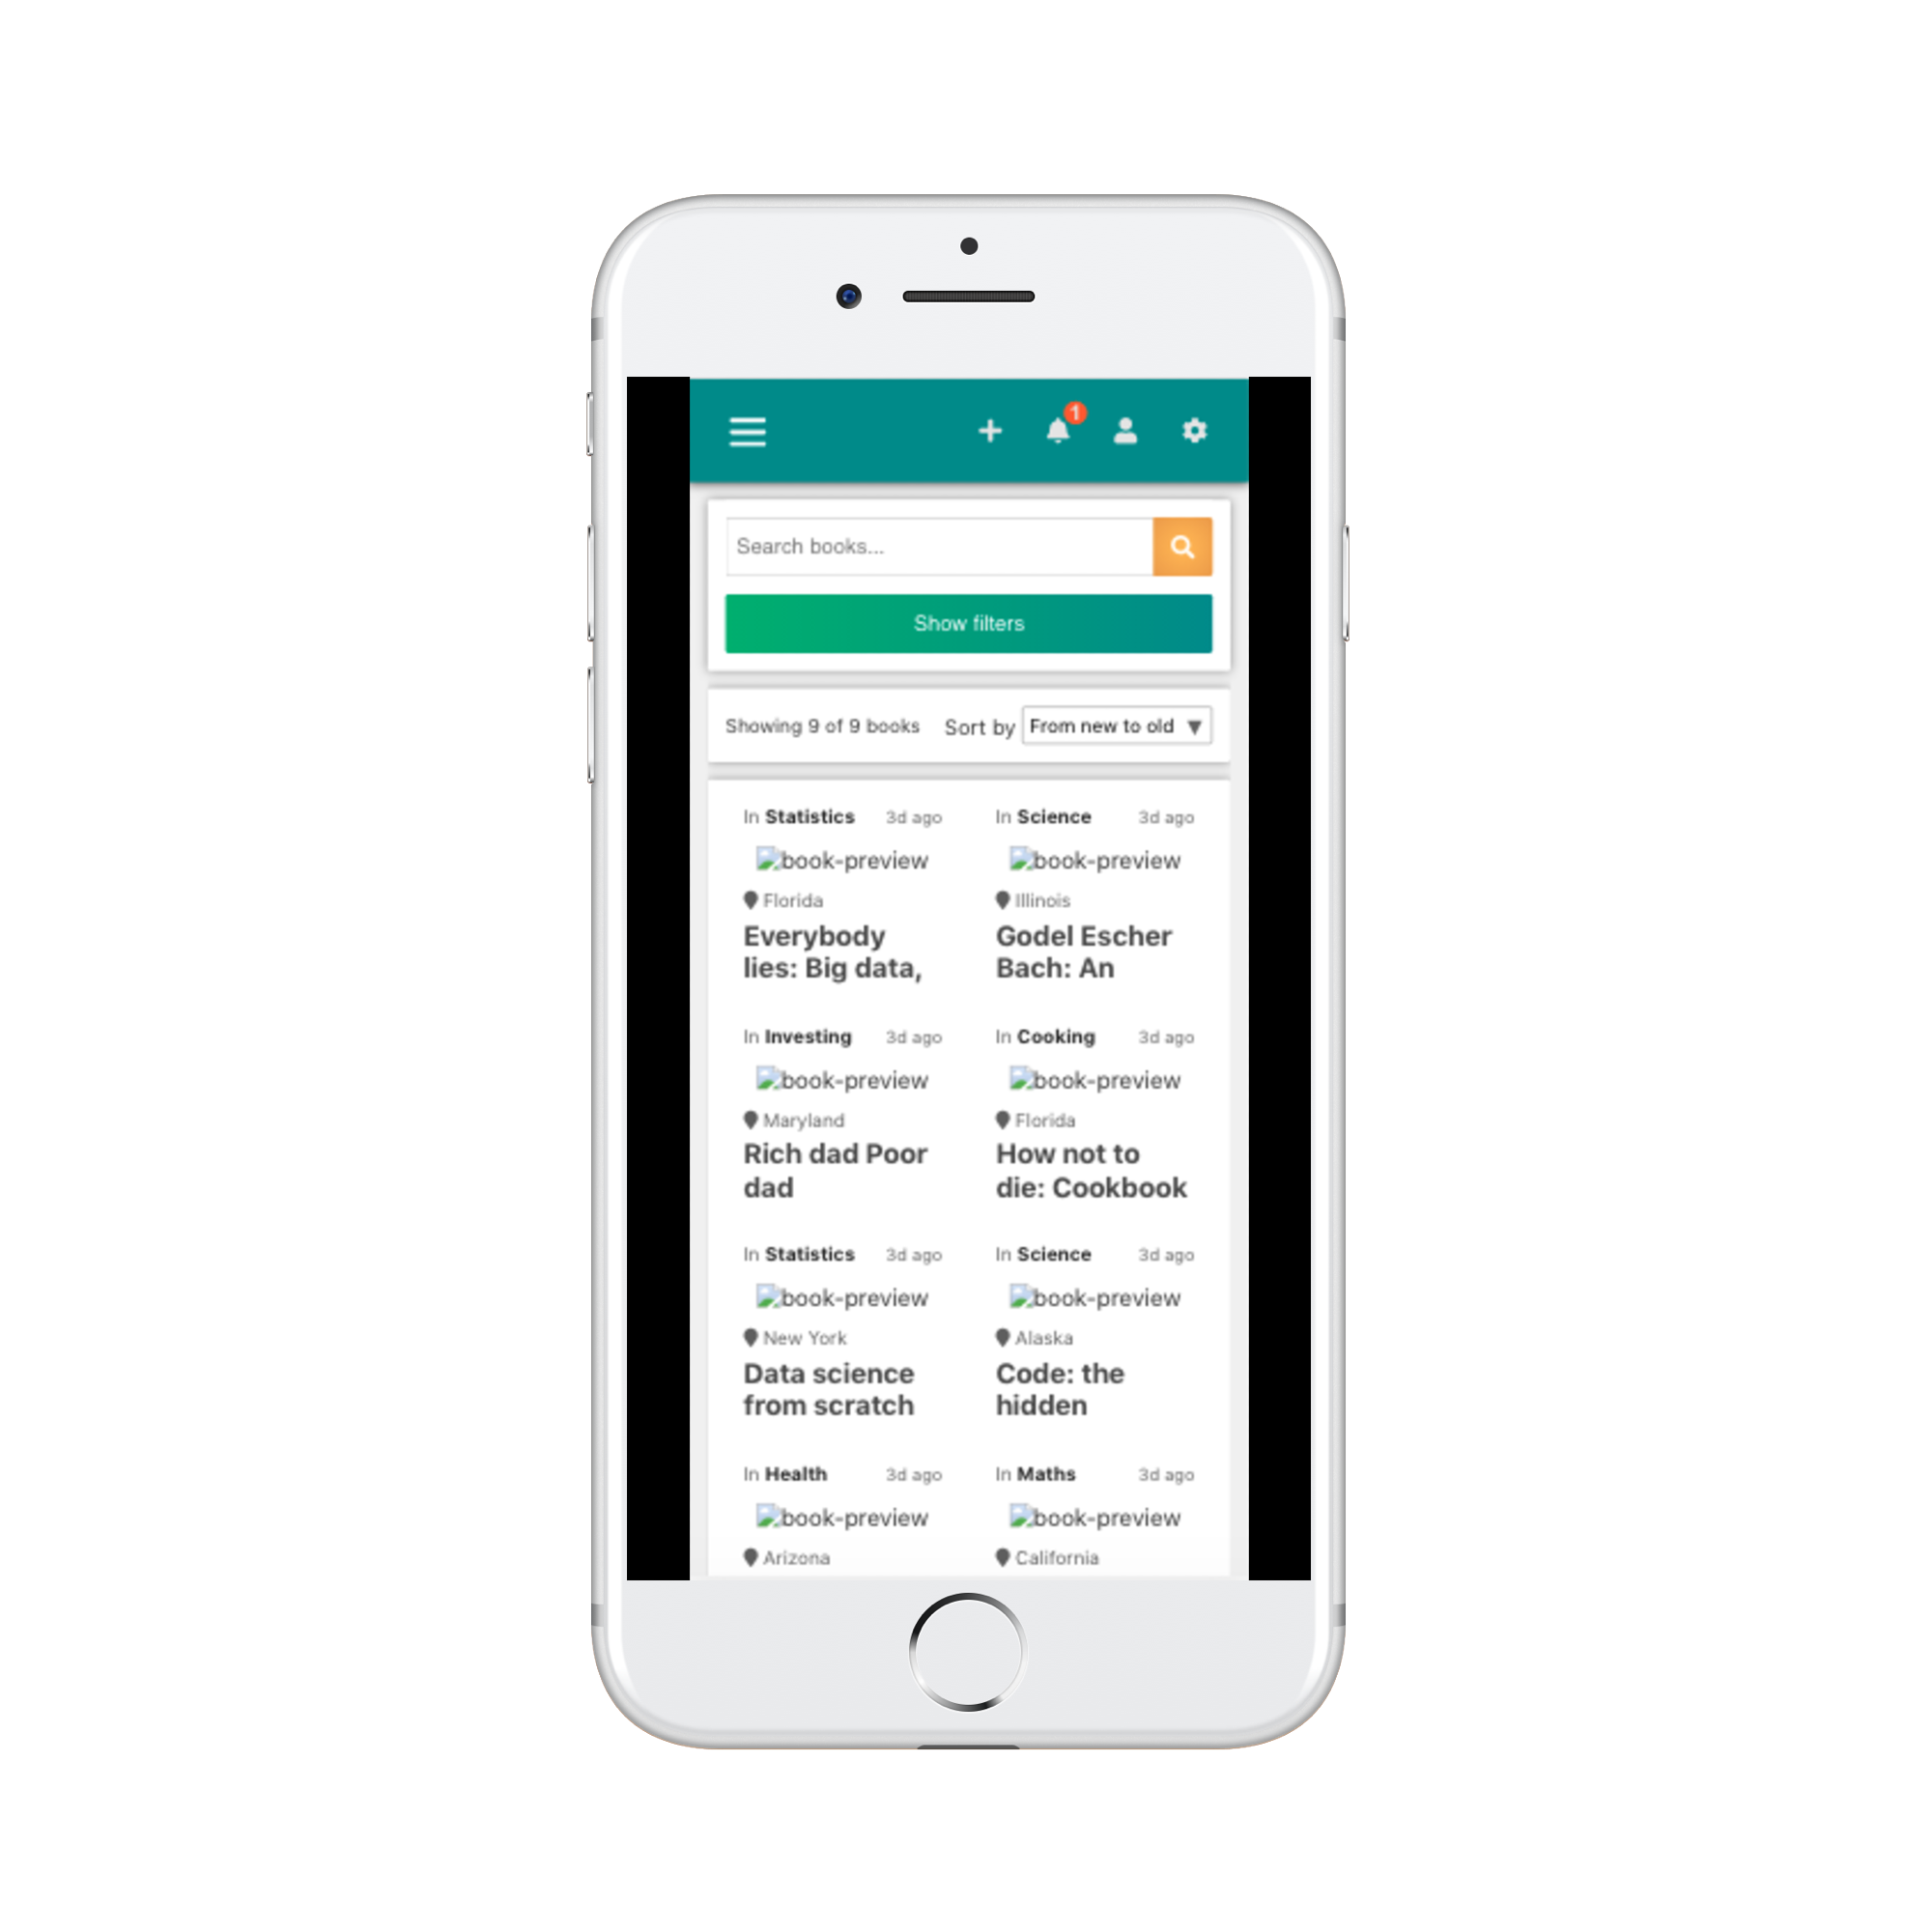 1
Search books...
Show filters
Showing 9 of 9 books Sort by From new to old
In Statistics 3d ago
book-preview
Florida
Everybody
lies: Big data,
In Science 3d ago
book-preview
Illinois
Godel Escher
Bach: An
In Investing 3d ago
book-preview
Maryland
Rich dad Poor
dad
In Cooking 3d ago
book-preview
Florida
How not to
die: Cookbook
In Statistics 3d ago
book-preview
New York
Data science
from scratch
In Science 3d ago
book-preview
Alaska
Code: the
hidden
In Health 3d ago
book-preview
Arizona
In Maths 3d ago
book-preview
California